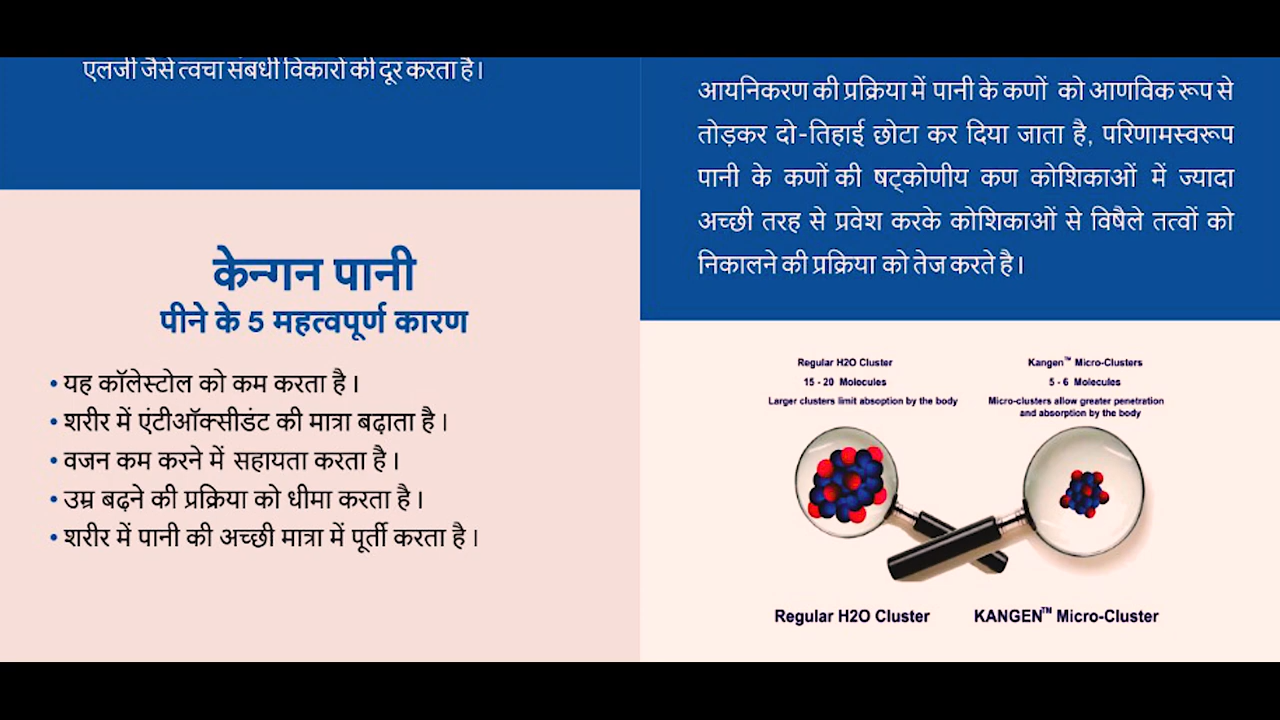 एलर्जी जैसे त्वचा संबंधी विकारों की दूर करता है।
केन्गन पानी
पीने के 5 महत्वपूर्ण कारण
• यह कॉलेस्टोल को कम करता है।
• शरीर में एंटीऑक्सीडंट की मात्रा बढ़ाता है।
• वजन कम करने में सहायता करता है।
• उम्र बढ़ने की प्रक्रिया को धीमा करता है।
• शरीर में पानी की अच्छी मात्रा में पूर्ती करता है।
आयनिकरण की प्रक्रिया में पानी के कणों को आणविक रूप से
तोड़कर दो-तिहाई छोटा कर दिया जाता है, परिणामस्वरूप
पानी के कणों की षट्कोणीय कण कोशिकाओं में ज्यादा
अच्छी तरह से प्रवेश करके कोशिकाओं से विषैले तत्वों को
निकालने की प्रक्रिया को तेज करते है।
Regular H2O Cluster
15 - 20 Molecules
Larger clusters limit absoption by the body
Kangen™ Micro-Clusters
5 - 6 Molecules
Micro-clusters allow greater penetration
and absorption by the body
Regular H2O Cluster
KANGEN™ Micro-Cluster